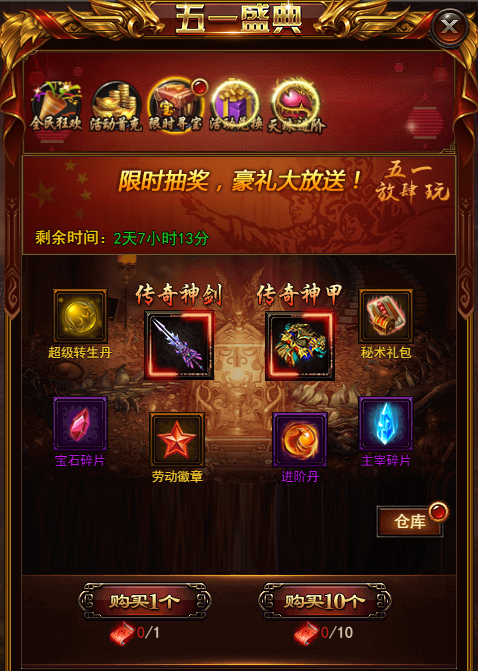 五一盛典
全民狂欢 活动首充 限时寻宝 活动兑换 天珠进阶
限时抽奖，豪礼大放送！
五一
放肆玩
剩余时间：2天7小时13分
传奇神剑 传奇神甲
超级转生丹 秘术礼包
宝石碎片 劳动徽章 进阶丹 主宰碎片
仓库
购买1个 购买10个
0/1 0/10